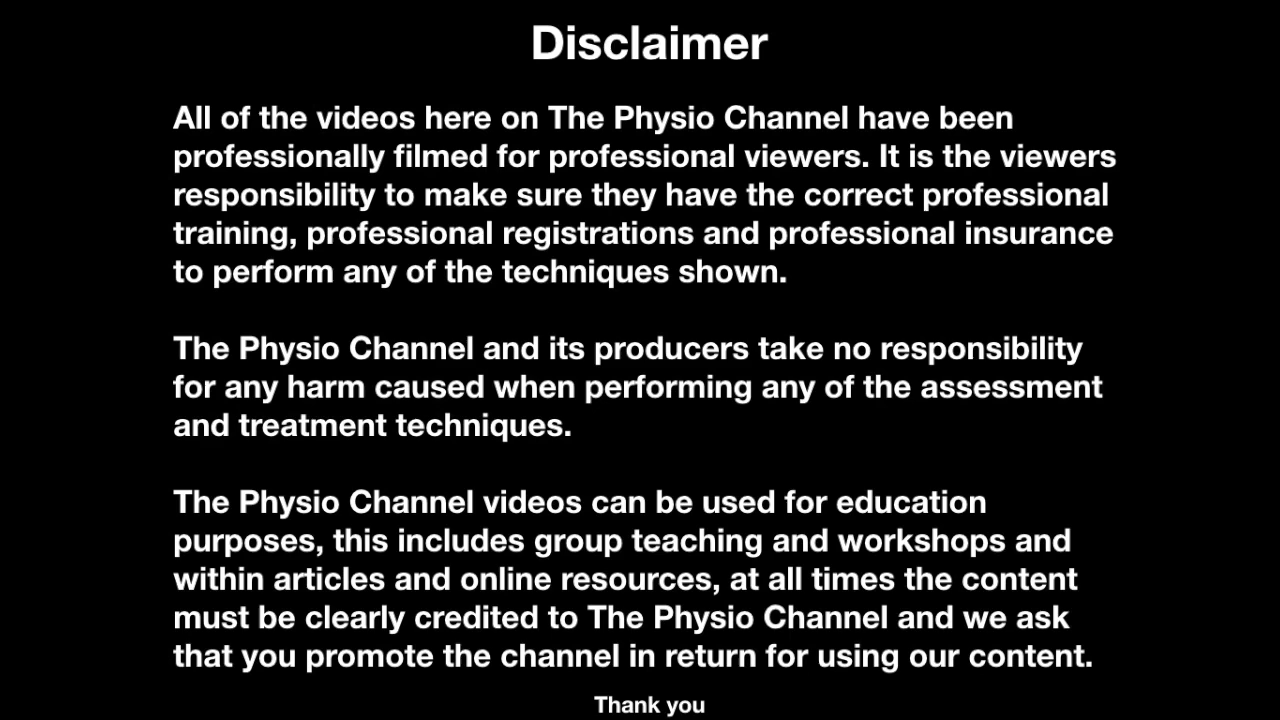 Disclaimer
All of the videos here on The Physio Channel have been
professionally filmed for professional viewers. It is the viewers
responsibility to make sure they have the correct professional
training, professional registrations and professional insurance
to perform any of the techniques shown.
The Physio Channel and its producers take no responsibility
for any harm caused when performing any of the assessment
and treatment techniques.
The Physio Channel videos can be used for education
purposes, this includes group teaching and workshops and
within articles and online resources, at all times the content
must be clearly credited to The Physio Channel and we ask
that you promote the channel in return for using our content.
Thank you